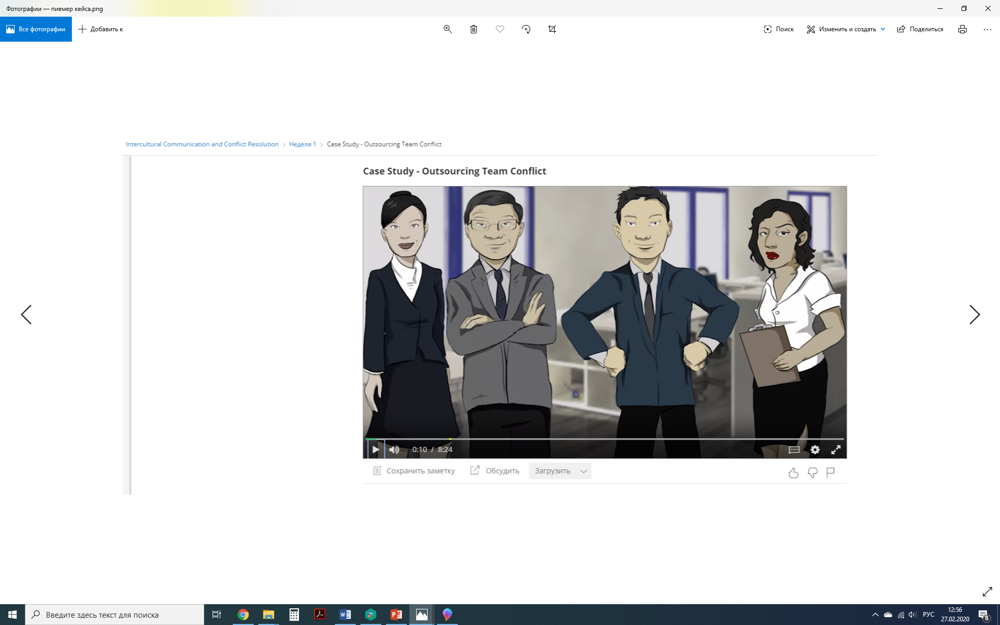 Фотографии — пиемер кейса.png
Все фотографии
Добавить к
Поиск
Изменить и создать
Поделиться
Intercultural Communication and Conflict Resolution > Неделя 1 > Case Study - Outsourcing Team Conflict
Case Study - Outsourcing Team Conflict
0:10 / 8:24
Сохранить заметку
Обсудить
Загрузить
Введите здесь текст для поиска
РУС
12:56
27.02.2020
8